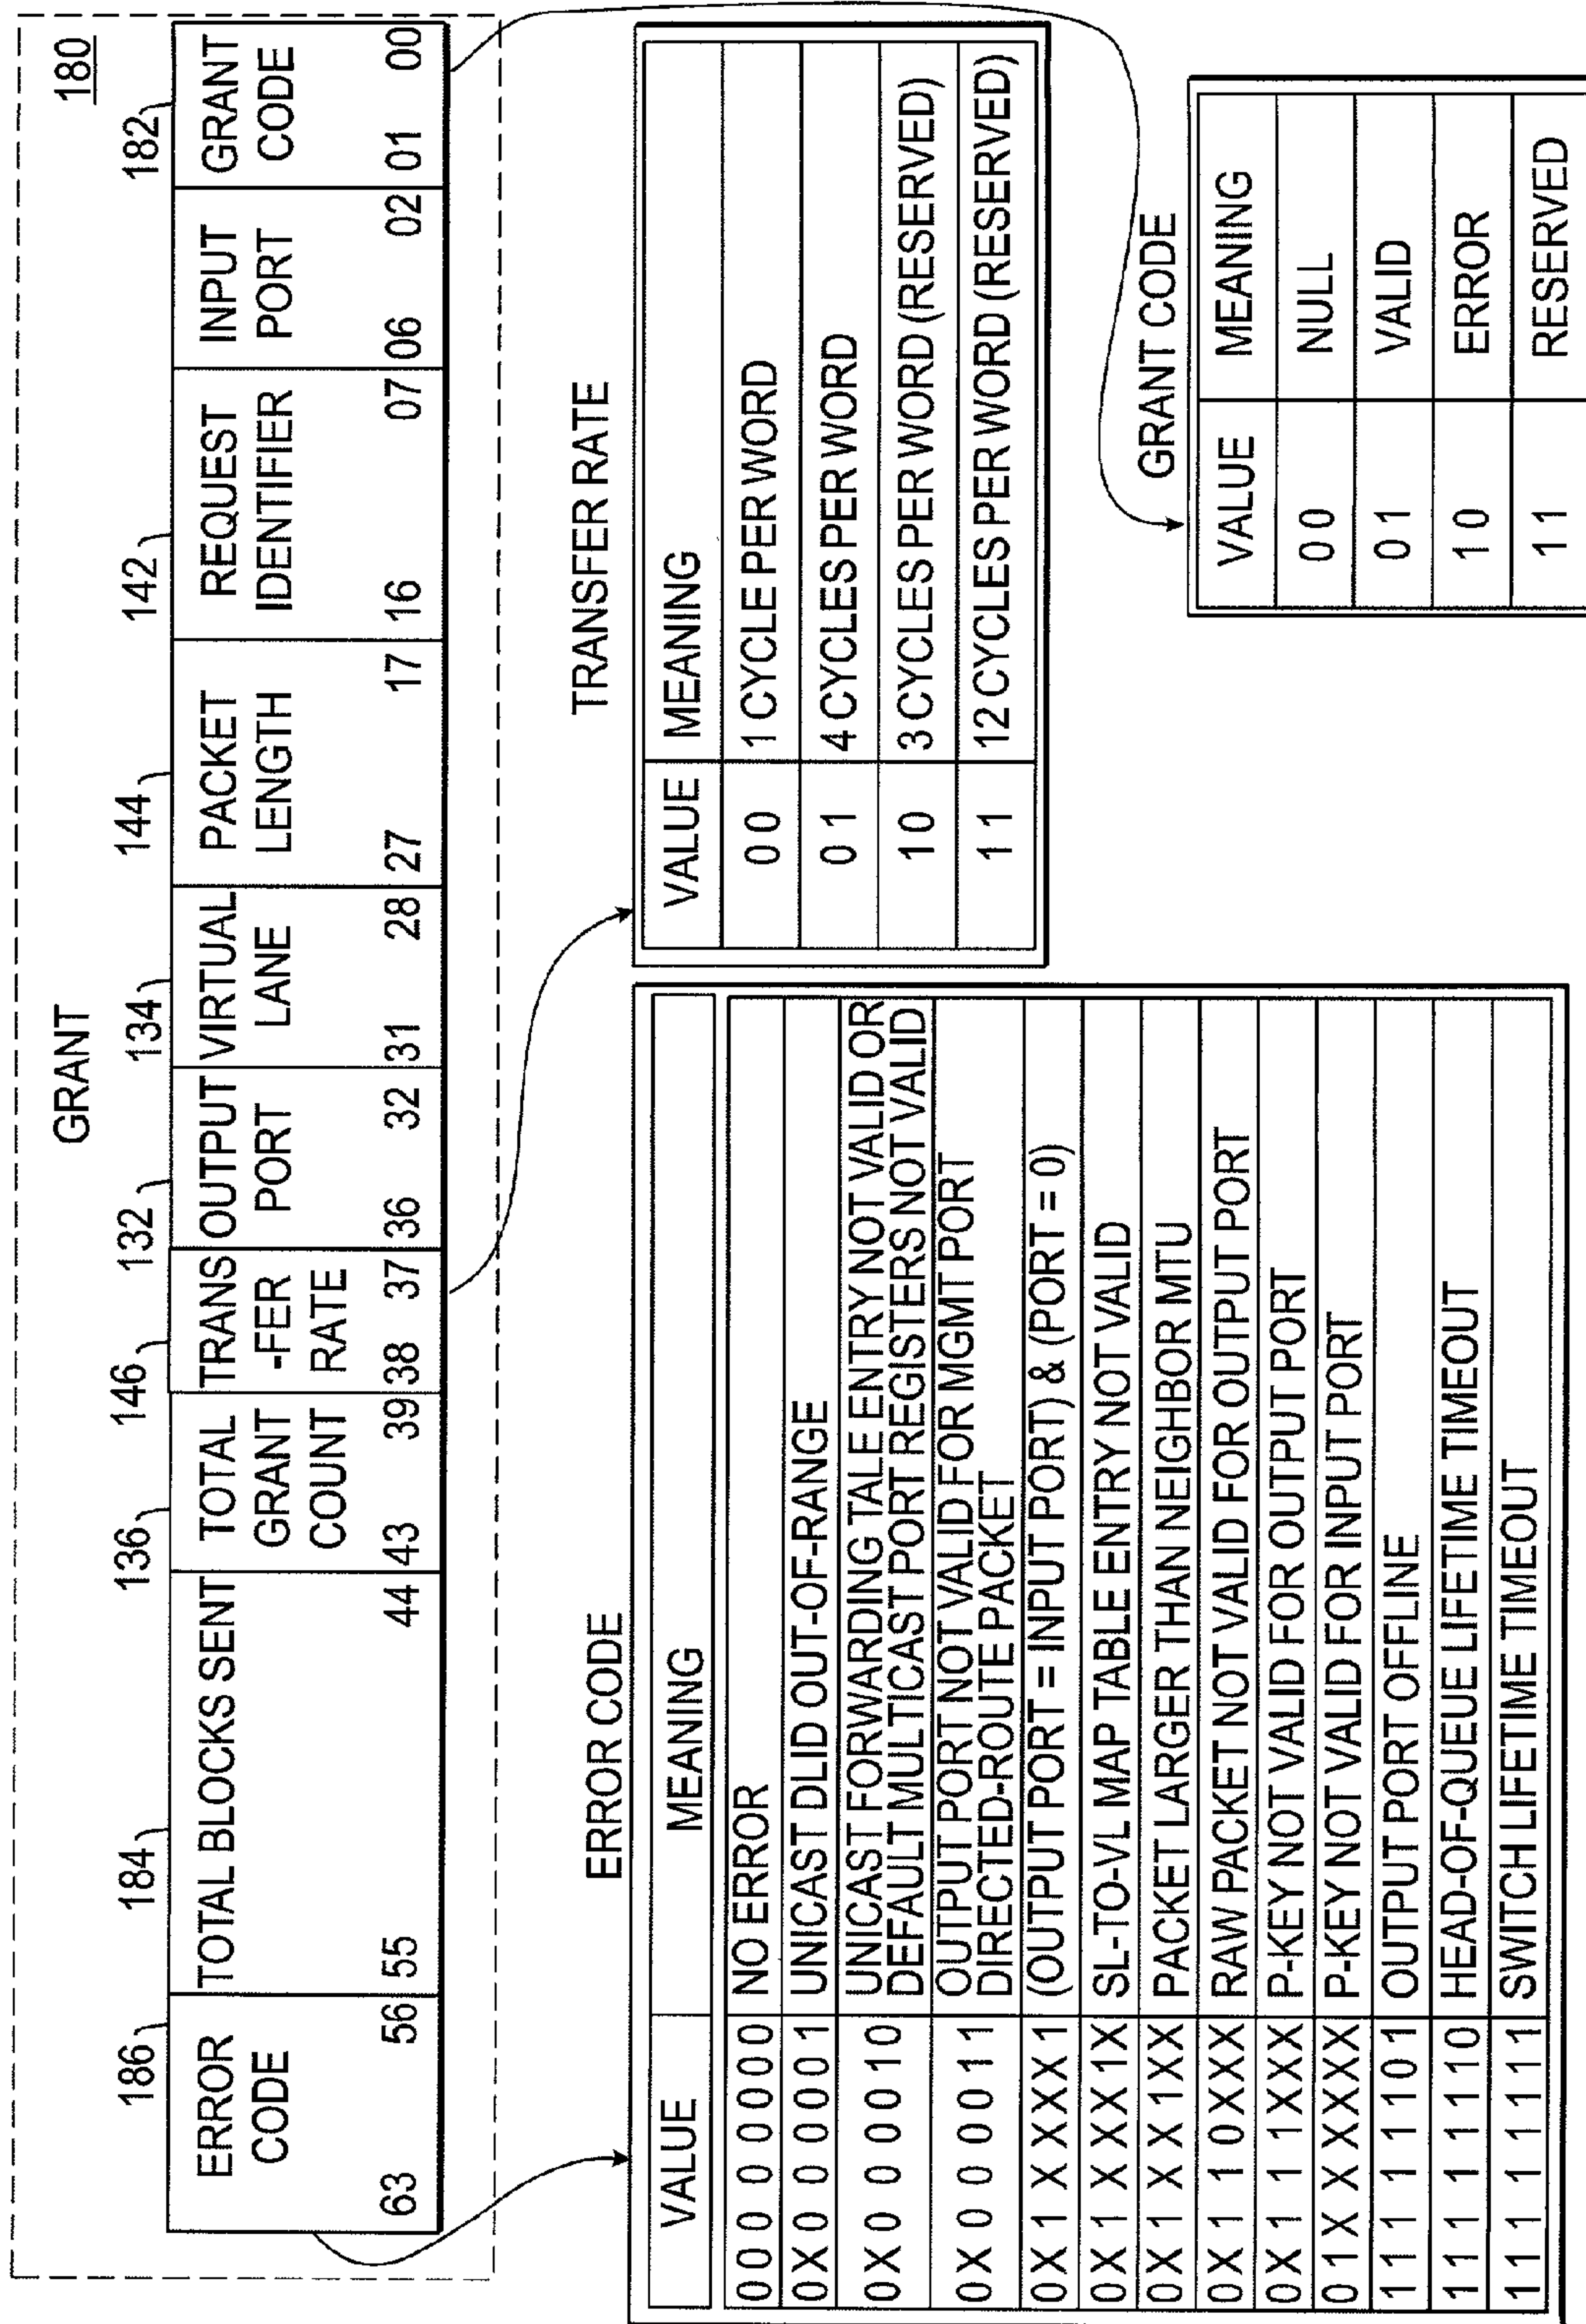 GRANT
180
186
184
136
146
132
134
144
142
182
ERROR CODE
TOTAL BLOCKS SENT
TOTAL GRANT COUNT
TRANS -FER RATE
OUTPUT PORT
VIRTUAL LANE
PACKET LENGTH
REQUEST IDENTIFIER
INPUT PORT
GRANT CODE
63 56 55 44 43 39 38 37 36 32 31 28 27 17 16 07 06 02 01 00
ERROR CODE
VALUE MEANING
0 0 0 0 0 0 0 0 NO ERROR
0 X 0 0 0 0 0 1 UNICAST DLID OUT-OF-RANGE
0 X 0 0 0 0 1 0 UNICAST FORWARDING TALE ENTRY NOT VALID OR
DEFAULT MULTICAST PORT REGISTERS NOT VALID
0 X 0 0 0 0 1 1 OUTPUT PORT NOT VALID FOR MGMT PORT
DIRECTED-ROUTE PACKET
0 X 1 X X X X 1 (OUTPUT PORT = INPUT PORT) & (PORT = 0)
0 X 1 X X X 1 X SL-TO-VL MAP TABLE ENTRY NOT VALID
0 X 1 X X 1 X X PACKET LARGER THAN NEIGHBOR MTU
0 X 1 1 0 X X X RAW PACKET NOT VALID FOR OUTPUT PORT
0 X 1 1 1 X X X P-KEY NOT VALID FOR OUTPUT PORT
0 1 X X X X X X P-KEY NOT VALID FOR INPUT PORT
1 1 1 1 1 1 0 1 OUTPUT PORT OFFLINE
1 1 1 1 1 1 1 0 HEAD-OF-QUEUE LIFETIME TIMEOUT
1 1 1 1 1 1 1 1 SWITCH LIFETIME TIMEOUT
TRANSFER RATE
VALUE MEANING
0 0 1 CYCLE PER WORD
0 1 4 CYCLES PER WORD
1 0 3 CYCLES PER WORD (RESERVED)
1 1 12 CYCLES PER WORD (RESERVED)
GRANT CODE
VALUE MEANING
0 0 NULL
0 1 VALID
1 0 ERROR
1 1 RESERVED